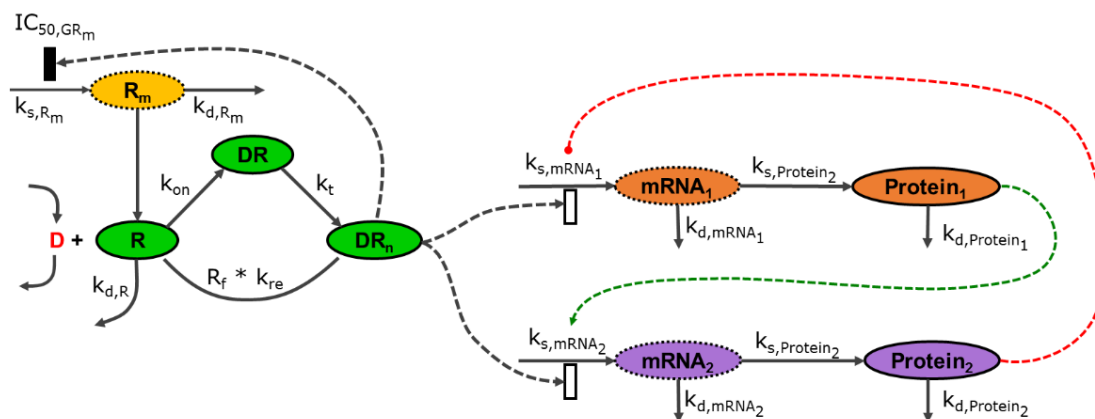 IC50,GRm
ks,Rm
Rm
kd,Rm
DR
kon
kt
D + R
DRn
kd,R
Rf * kre
ks,mRNA1
mRNA1
ks,Protein2
Protein1
kd,mRNA1
kd,Protein1
ks,mRNA2
mRNA2
ks,Protein2
Protein2
kd,mRNA2
kd,Protein2